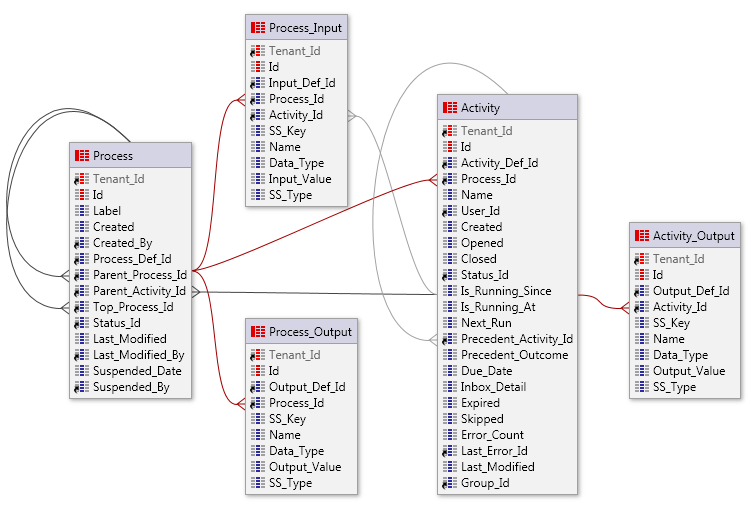 Process_Input
Tenant_Id
Id
Input_Def_Id
Process_Id
Activity_Id
SS_Key
Name
Data_Type
Input_Value
SS_Type
Process
Tenant_Id
Id
Label
Created
Created_By
Process_Def_Id
Parent_Process_Id
Parent_Activity_Id
Top_Process_Id
Status_Id
Last_Modified
Last_Modified_By
Suspended_Date
Suspended_By
Process_Output
Tenant_Id
Id
Output_Def_Id
Process_Id
SS_Key
Name
Data_Type
Output_Value
SS_Type
Activity
Tenant_Id
Id
Activity_Def_Id
Process_Id
Name
User_Id
Created
Opened
Closed
Status_Id
Is_Running_Since
Is_Running_At
Next_Run
Precedent_Activity_Id
Precedent_Outcome
Due_Date
Inbox_Detail
Expired
Skipped
Error_Count
Last_Error_Id
Last_Modified
Group_Id
Activity_Output
Tenant_Id
Id
Output_Def_Id
Activity_Id
SS_Key
Name
Data_Type
Output_Value
SS_Type